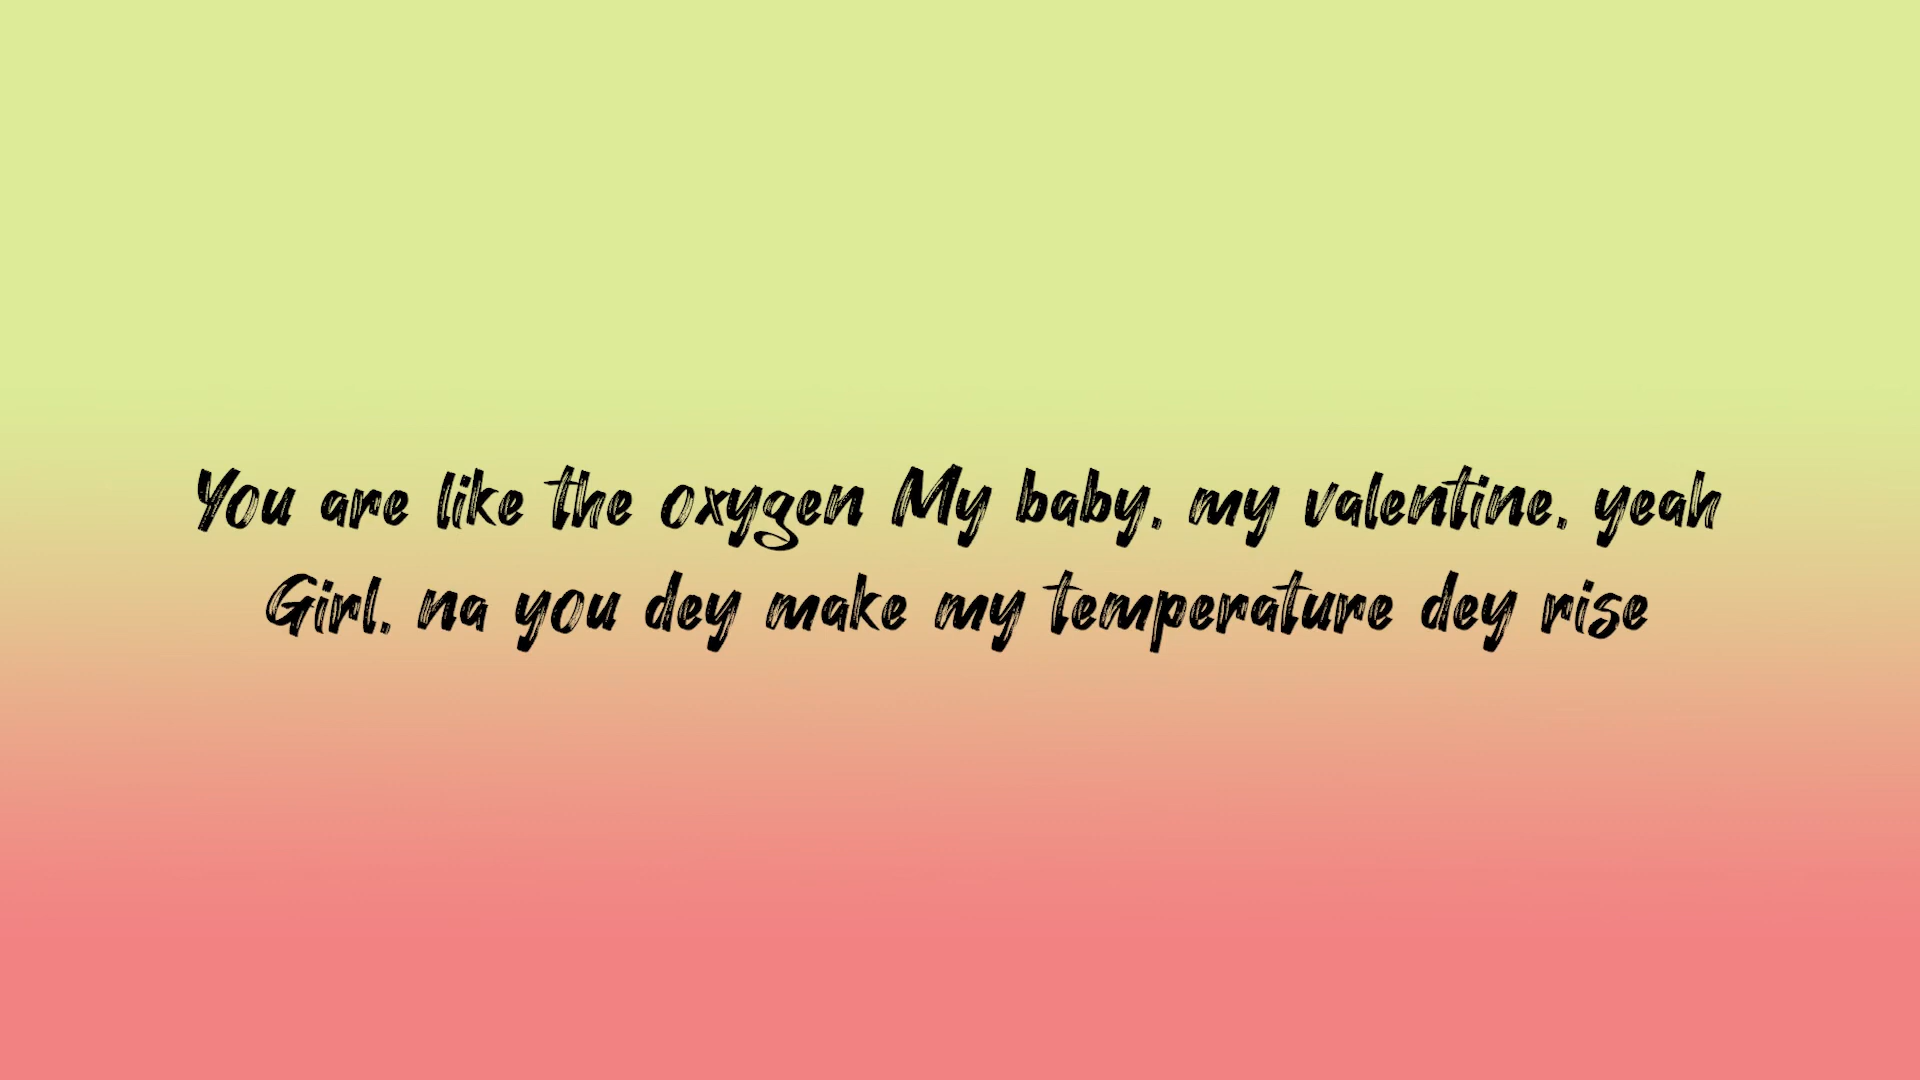 You are like the oxygen My baby, my valentine, yeah
Girl, na you dey make my temperature dey rise